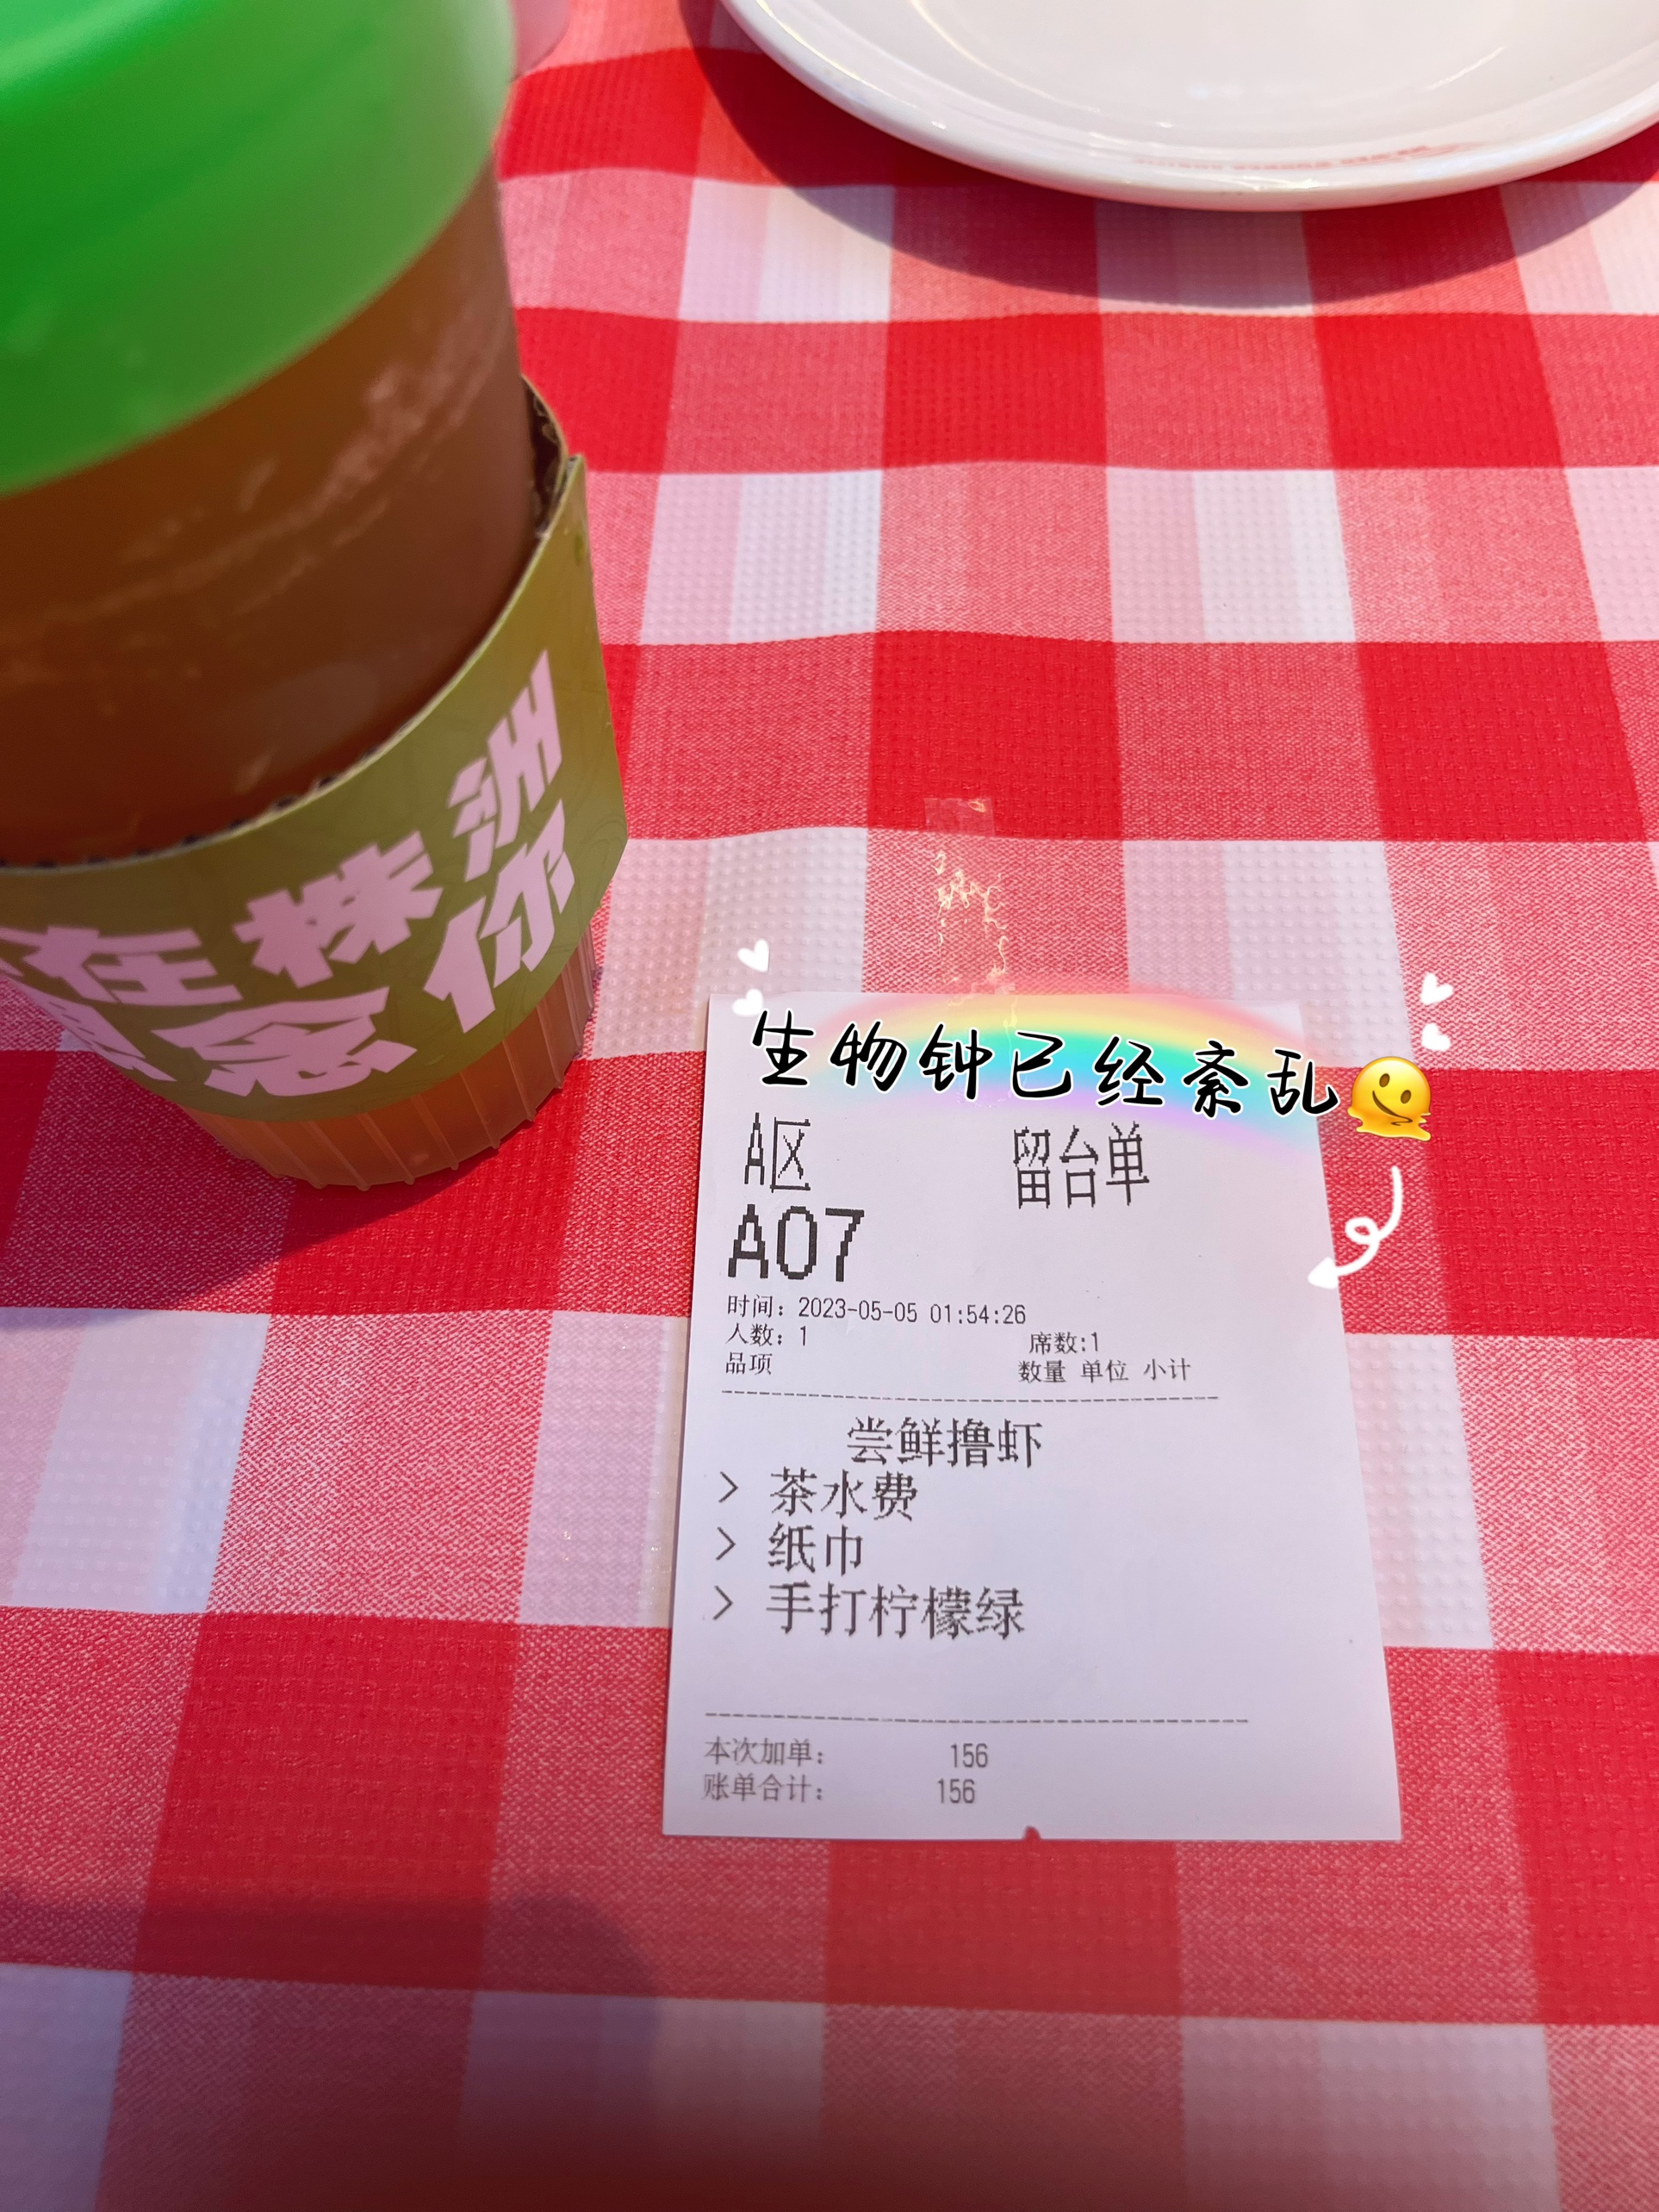 在株洲
念你
生物钟已经紊乱🫠
A区 留台单
A07
时间：2023-05-05 01:54:26
人数：1 席数:1
品项 数量 单位 小计
尝鲜撸虾
> 茶水费
> 纸巾
> 手打柠檬绿
本次加单： 156
账单合计： 156